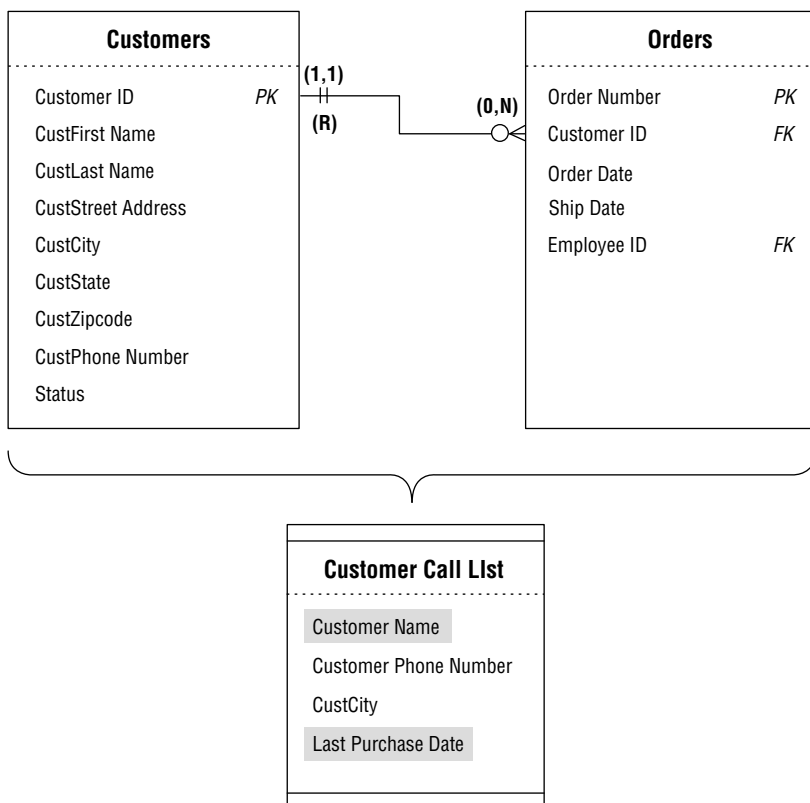 Customers
Customer ID PK
CustFirst Name
CustLast Name
CustStreet Address
CustCity
CustState
CustZipcode
CustPhone Number
Status
(1,1)
(R)
(0,N)
Orders
Order Number PK
Customer ID FK
Order Date
Ship Date
Employee ID FK
Customer Call LIst
Customer Name
Customer Phone Number
CustCity
Last Purchase Date